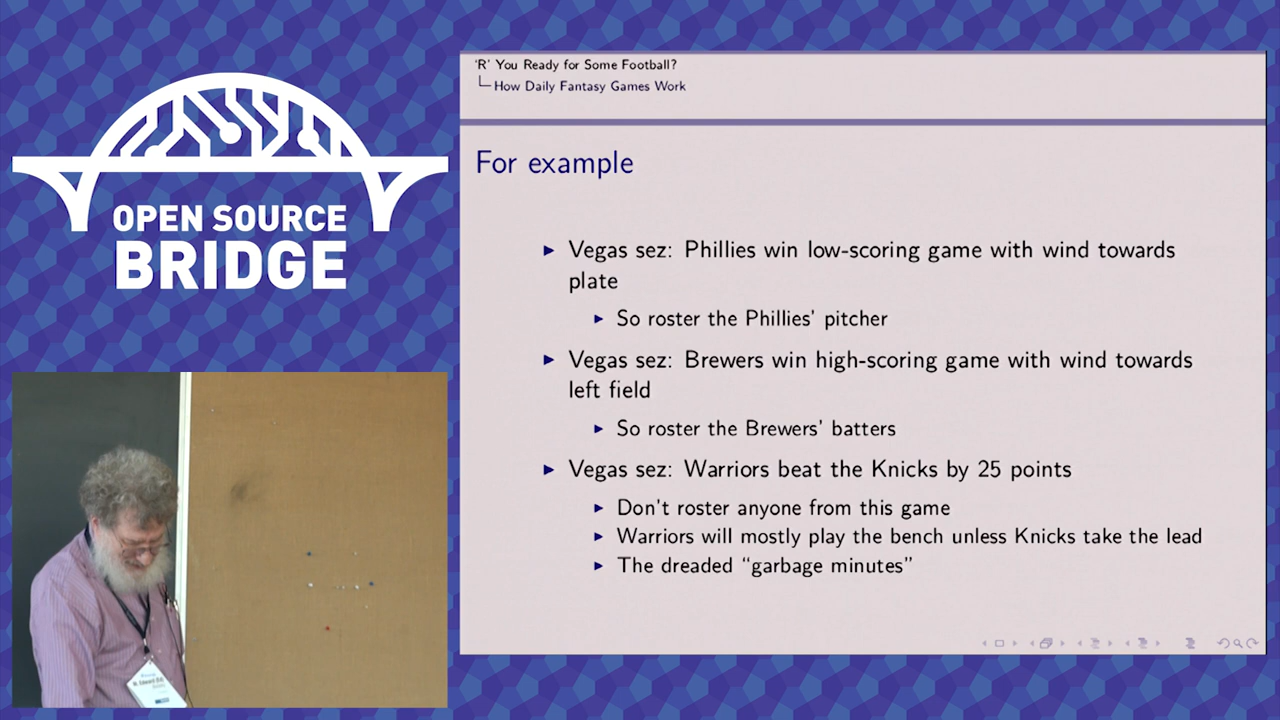 OPEN SOURCE
BRIDGE
'R' You Ready for Some Football?
How Daily Fantasy Games Work
For example
Vegas sez: Phillies win low-scoring game with wind towards
plate
So roster the Phillies' pitcher
Vegas sez: Brewers win high-scoring game with wind towards
left field
So roster the Brewers' batters
Vegas sez: Warriors beat the Knicks by 25 points
Don't roster anyone from this game
Warriors will mostly play the bench unless Knicks take the lead
The dreaded “garbage minutes”